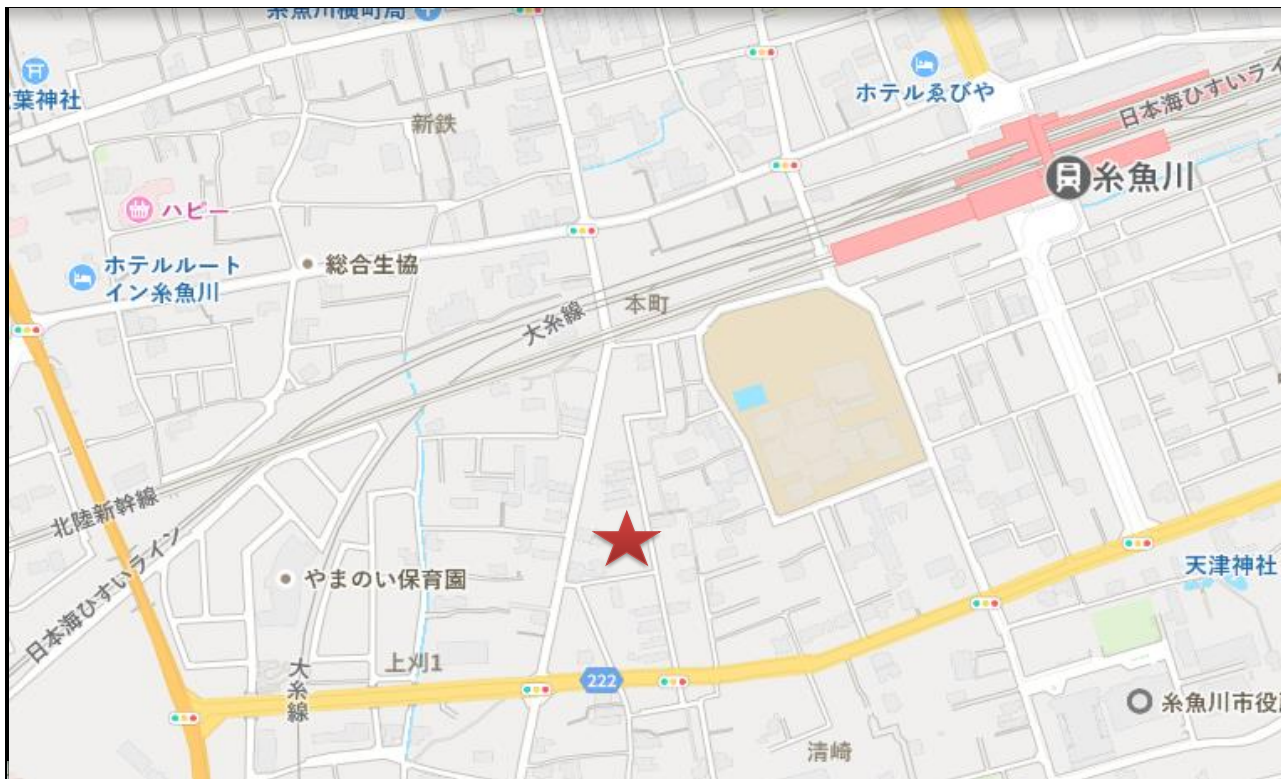 糸魚川横町局
葉神社
ホテルゑびや
日本海ひすいライ
新鉄
糸魚川
ハピー
ホテルルート
イン糸魚川
総合生協
本町
大糸線
北陸新幹線
日本海ひすいライン
やまのい保育園
天津神社
上刈1
大糸線
222
糸魚川市役
清崎